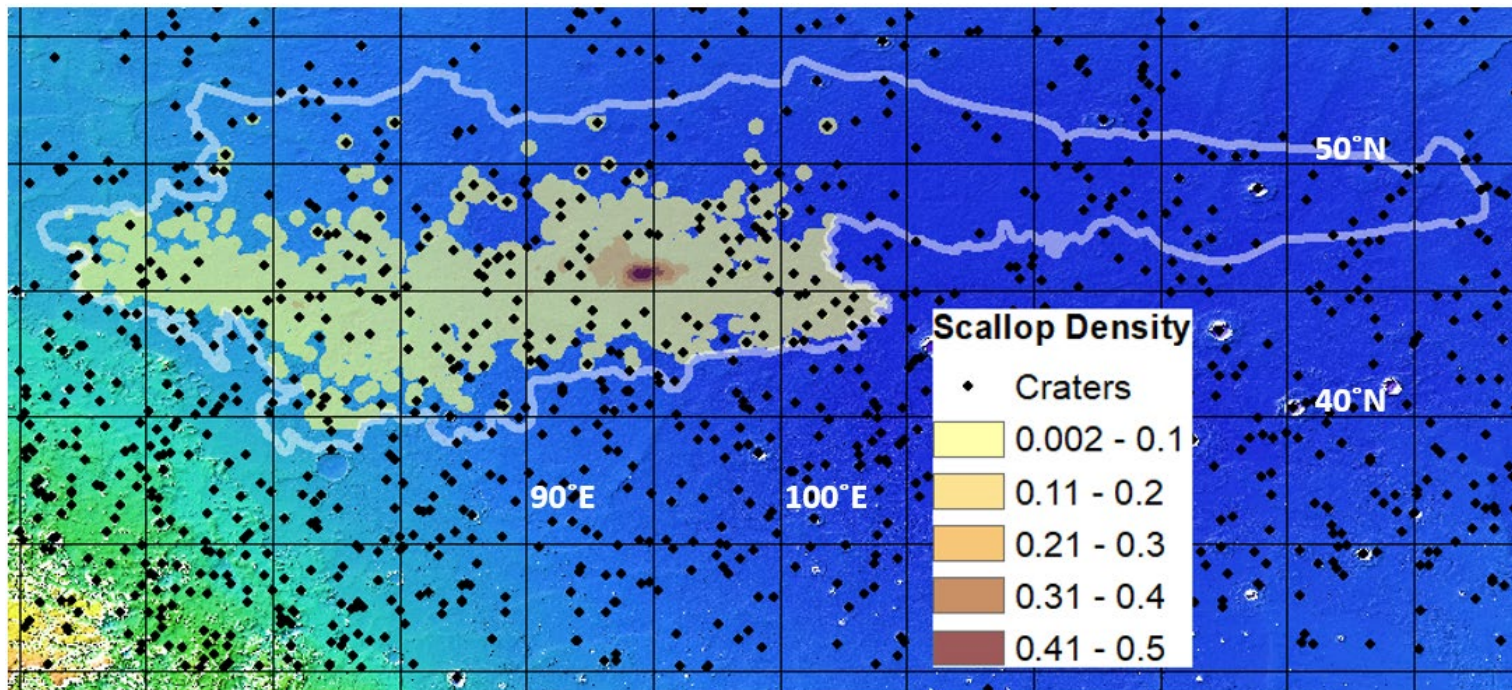 50°N
Scallop Density
Craters
40°N
0.002 - 0.1
0.11 - 0.2
90°E
100°E
0.21 - 0.3
0.31 - 0.4
0.41 - 0.5